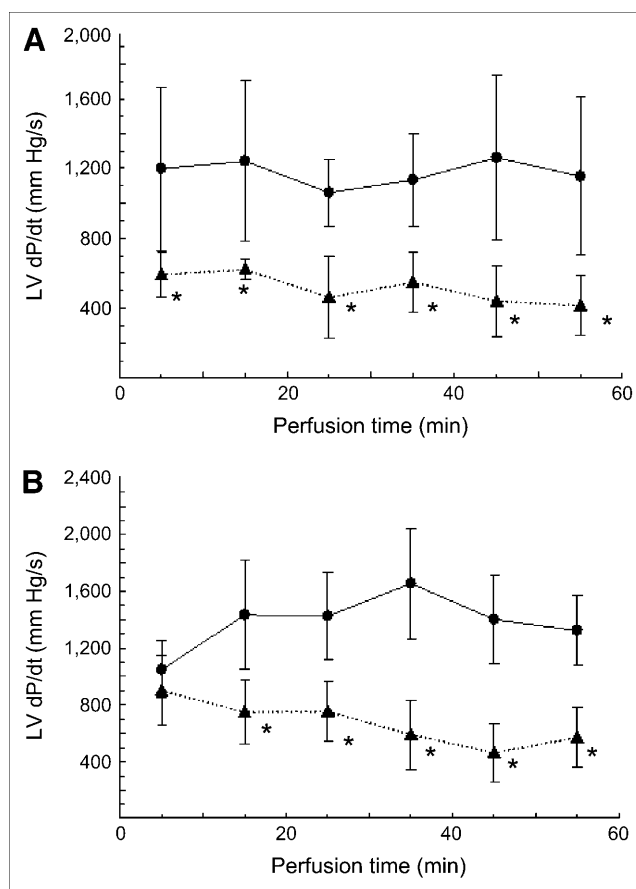 A
2,000
1,600
1,200
800
400
LV dP/dt (mm Hg/s)
* * * * * *
0 20 40 60
Perfusion time (min)
B
2,400
2,000
1,600
1,200
800
400
LV dP/dt (mm Hg/s)
* * * * *
0 20 40 60
Perfusion time (min)